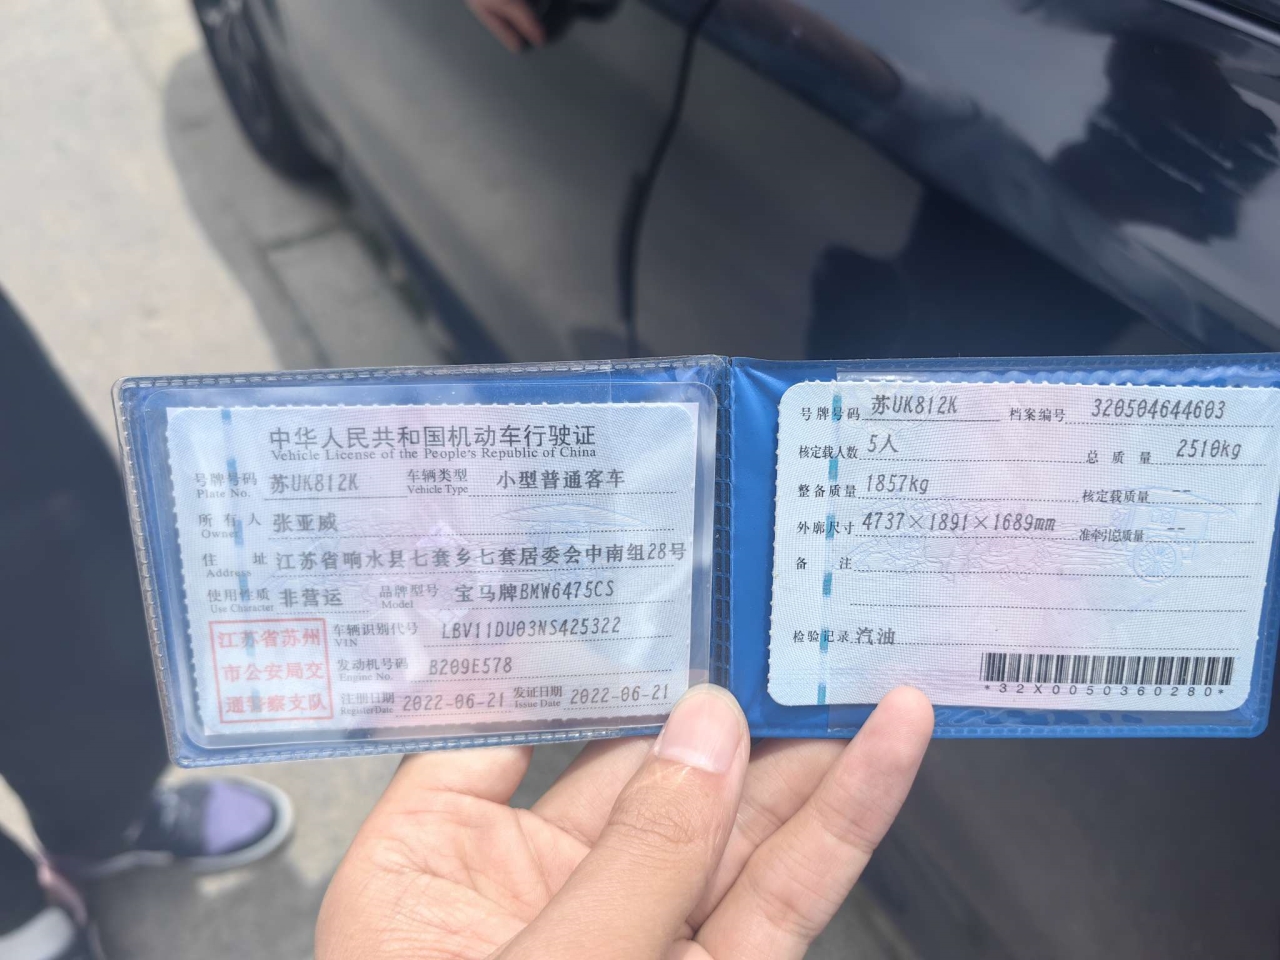 中华人民共和国机动车行驶证
Vehicle License of the People's Republic of China
号牌号码 苏UK812K 车辆类型 小型普通客车
Plate No. Vehicle Type
所有人 张亚威
Owner
住址 江苏省响水县七套乡七套居委会中南组28号
Address
使用性质 非营运 品牌型号 宝马牌BMW6475CS
Use Character Model
江苏省苏州
市公安局交
通警察支队
车辆识别代号 LBV11DU03NS425322
VIN
发动机号码 B209E578
Engine No.
注册日期 2022-06-21 发证日期 2022-06-21
Register Date Issue Date
号牌号码 苏UK812K 档案编号 320504644603
核定载人数 5人 总质量 2510kg
整备质量 1857kg 核定载质量 --
外廓尺寸 4737×1891×1689mm 准牵引总质量 --
备注
检验记录 汽油
*32X0050360280*